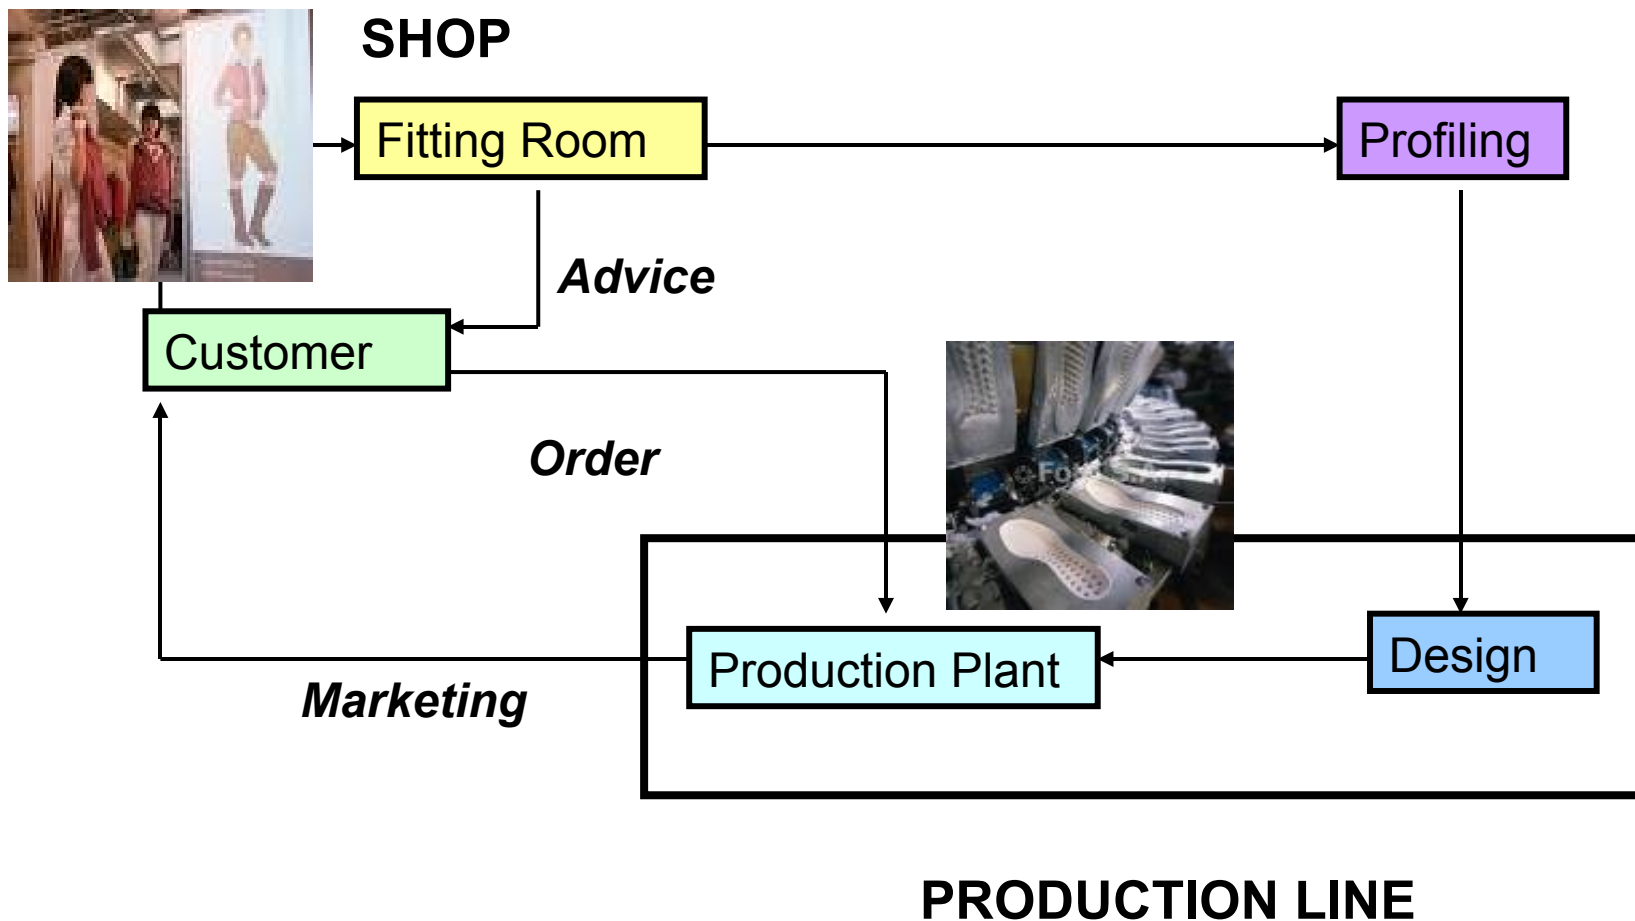 SHOP
Fitting Room
Profiling
Advice
Customer
Order
Production Plant
Design
Marketing
PRODUCTION LINE